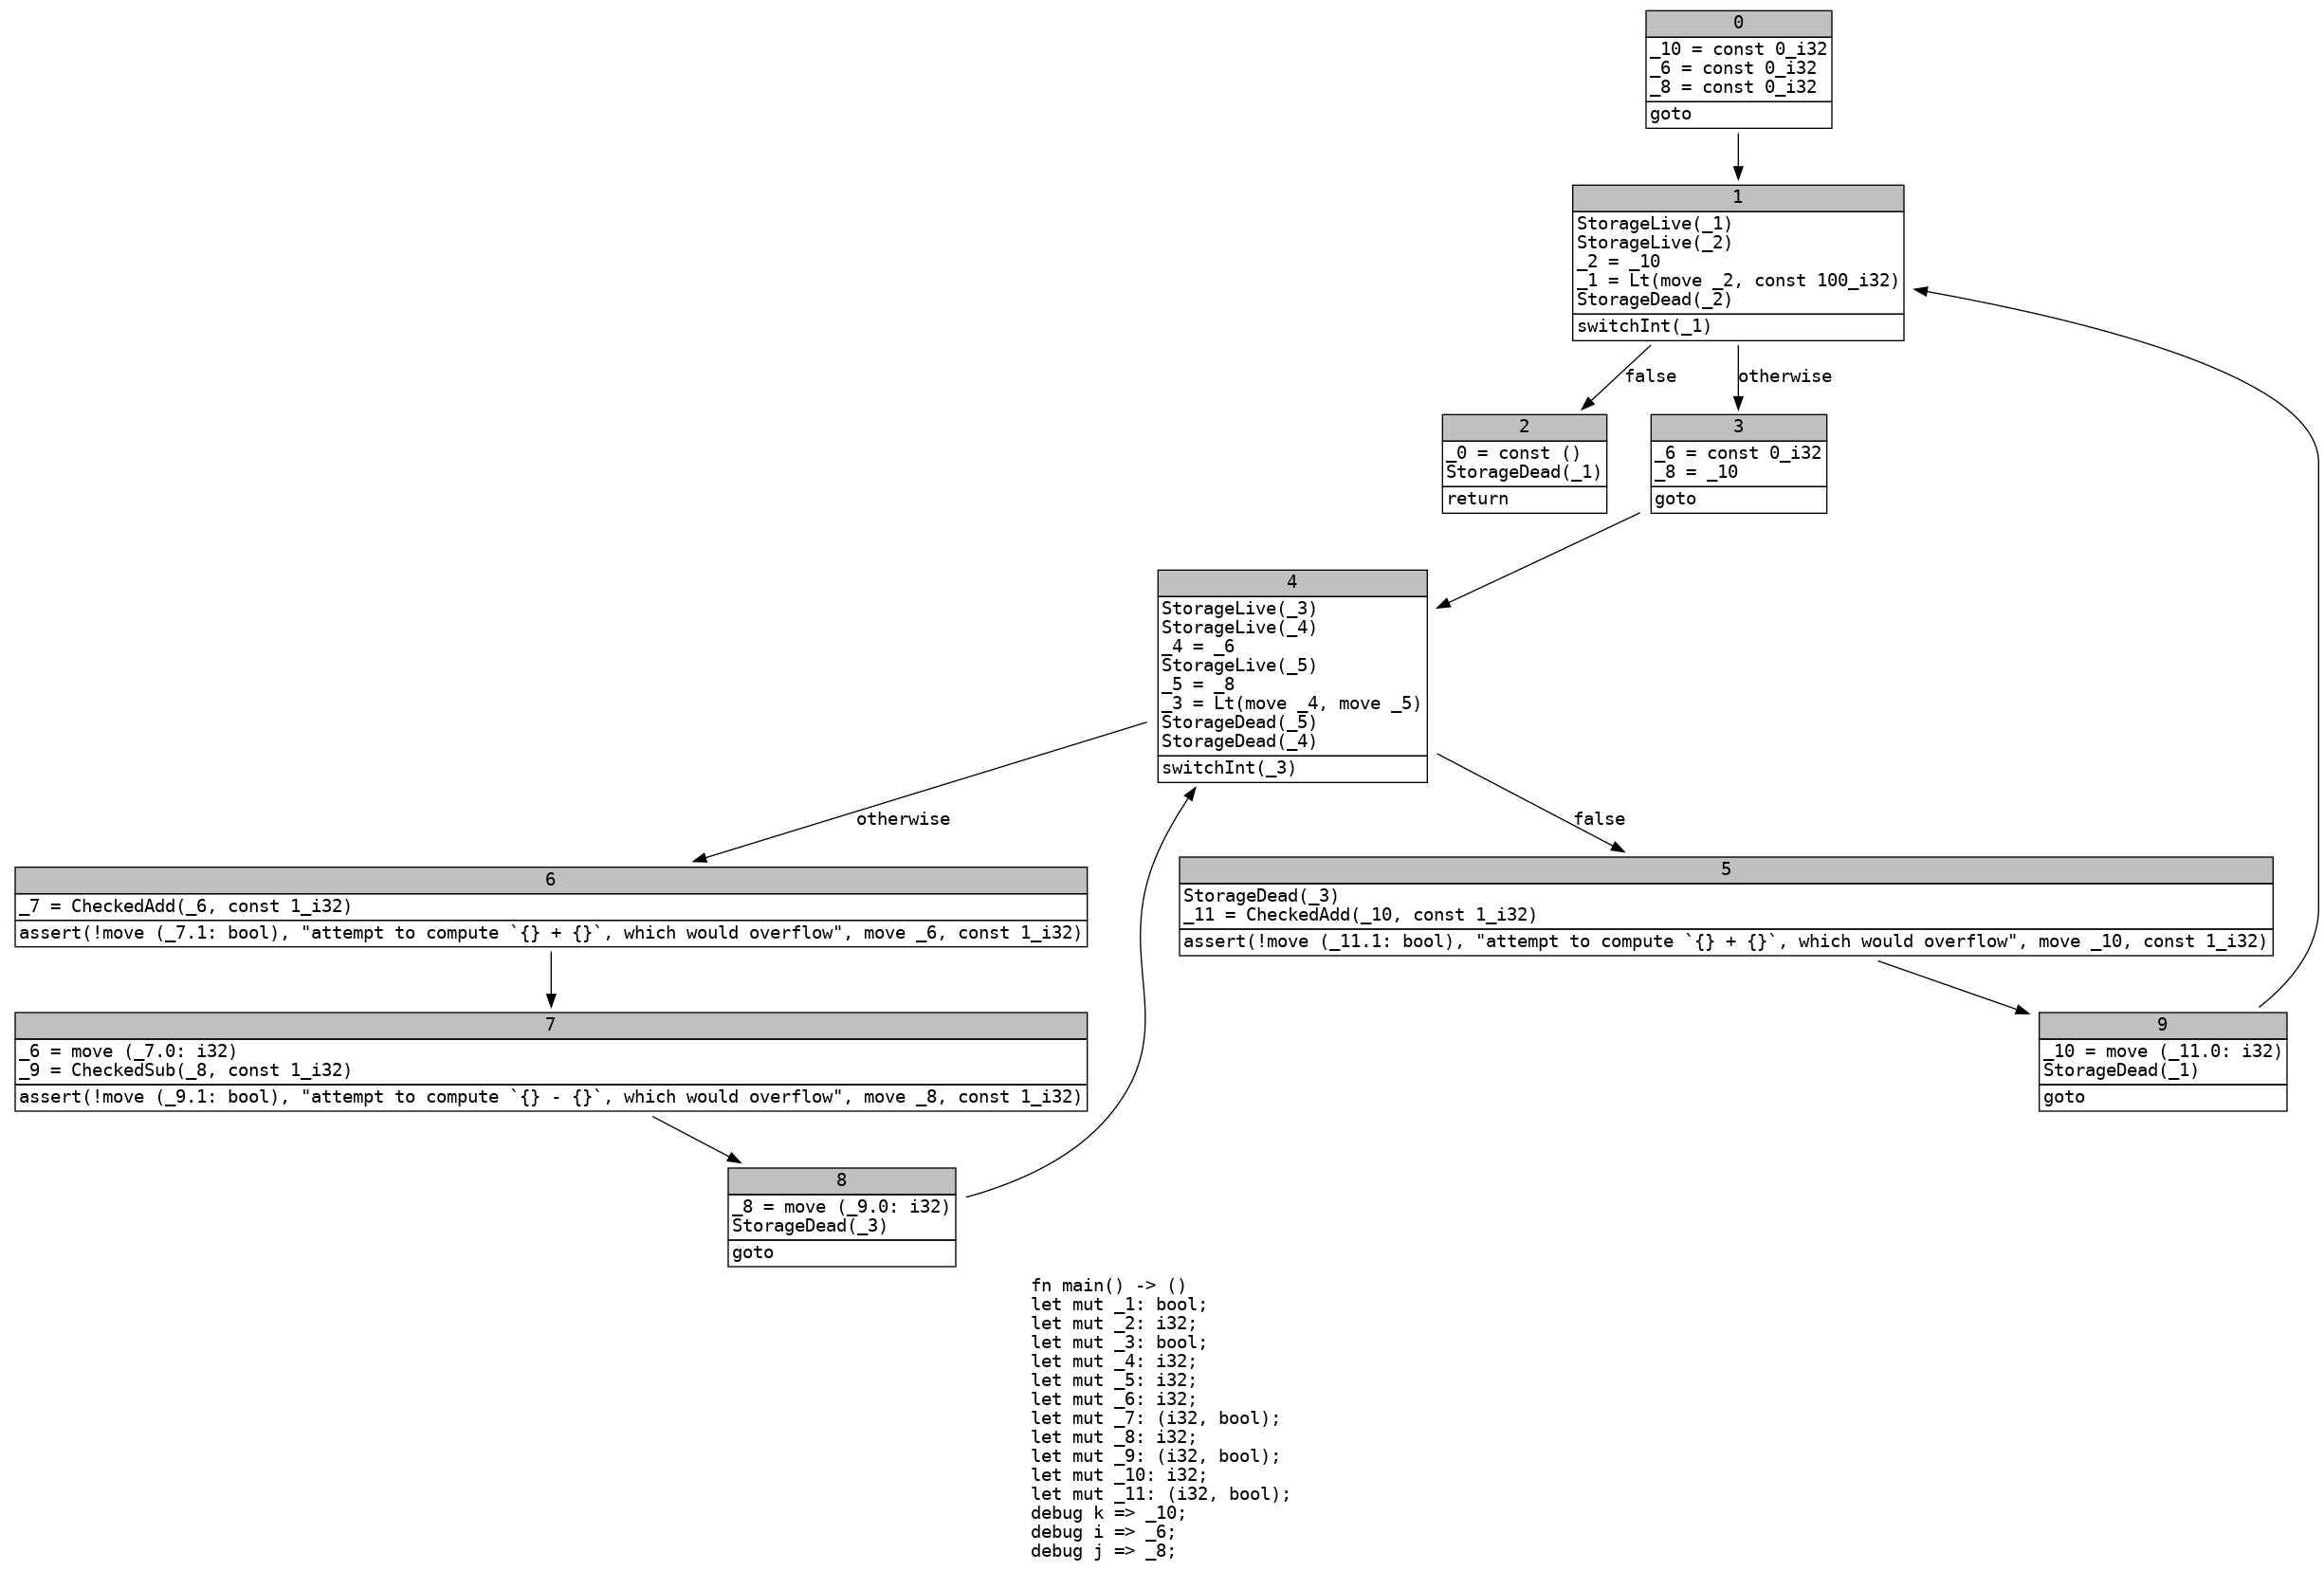 0
_10 = const 0_i32
_6 = const 0_i32
_8 = const 0_i32
goto
1
StorageLive(_1)
StorageLive(_2)
_2 = _10
_1 = Lt(move _2, const 100_i32)
StorageDead(_2)
switchInt(_1)
false
otherwise
2
_0 = const ()
StorageDead(_1)
return
3
_6 = const 0_i32
_8 = _10
goto
4
StorageLive(_3)
StorageLive(_4)
_4 = _6
StorageLive(_5)
_5 = _8
_3 = Lt(move _4, move _5)
StorageDead(_5)
StorageDead(_4)
switchInt(_3)
otherwise
false
6
_7 = CheckedAdd(_6, const 1_i32)
assert(!move (_7.1: bool), "attempt to compute `{} + {}`, which would overflow", move _6, const 1_i32)
5
StorageDead(_3)
_11 = CheckedAdd(_10, const 1_i32)
assert(!move (_11.1: bool), "attempt to compute `{} + {}`, which would overflow", move _10, const 1_i32)
7
_6 = move (_7.0: i32)
_9 = CheckedSub(_8, const 1_i32)
assert(!move (_9.1: bool), "attempt to compute `{} - {}`, which would overflow", move _8, const 1_i32)
9
_10 = move (_11.0: i32)
StorageDead(_1)
goto
8
_8 = move (_9.0: i32)
StorageDead(_3)
goto
fn main() -> ()
let mut _1: bool;
let mut _2: i32;
let mut _3: bool;
let mut _4: i32;
let mut _5: i32;
let mut _6: i32;
let mut _7: (i32, bool);
let mut _8: i32;
let mut _9: (i32, bool);
let mut _10: i32;
let mut _11: (i32, bool);
debug k => _10;
debug i => _6;
debug j => _8;